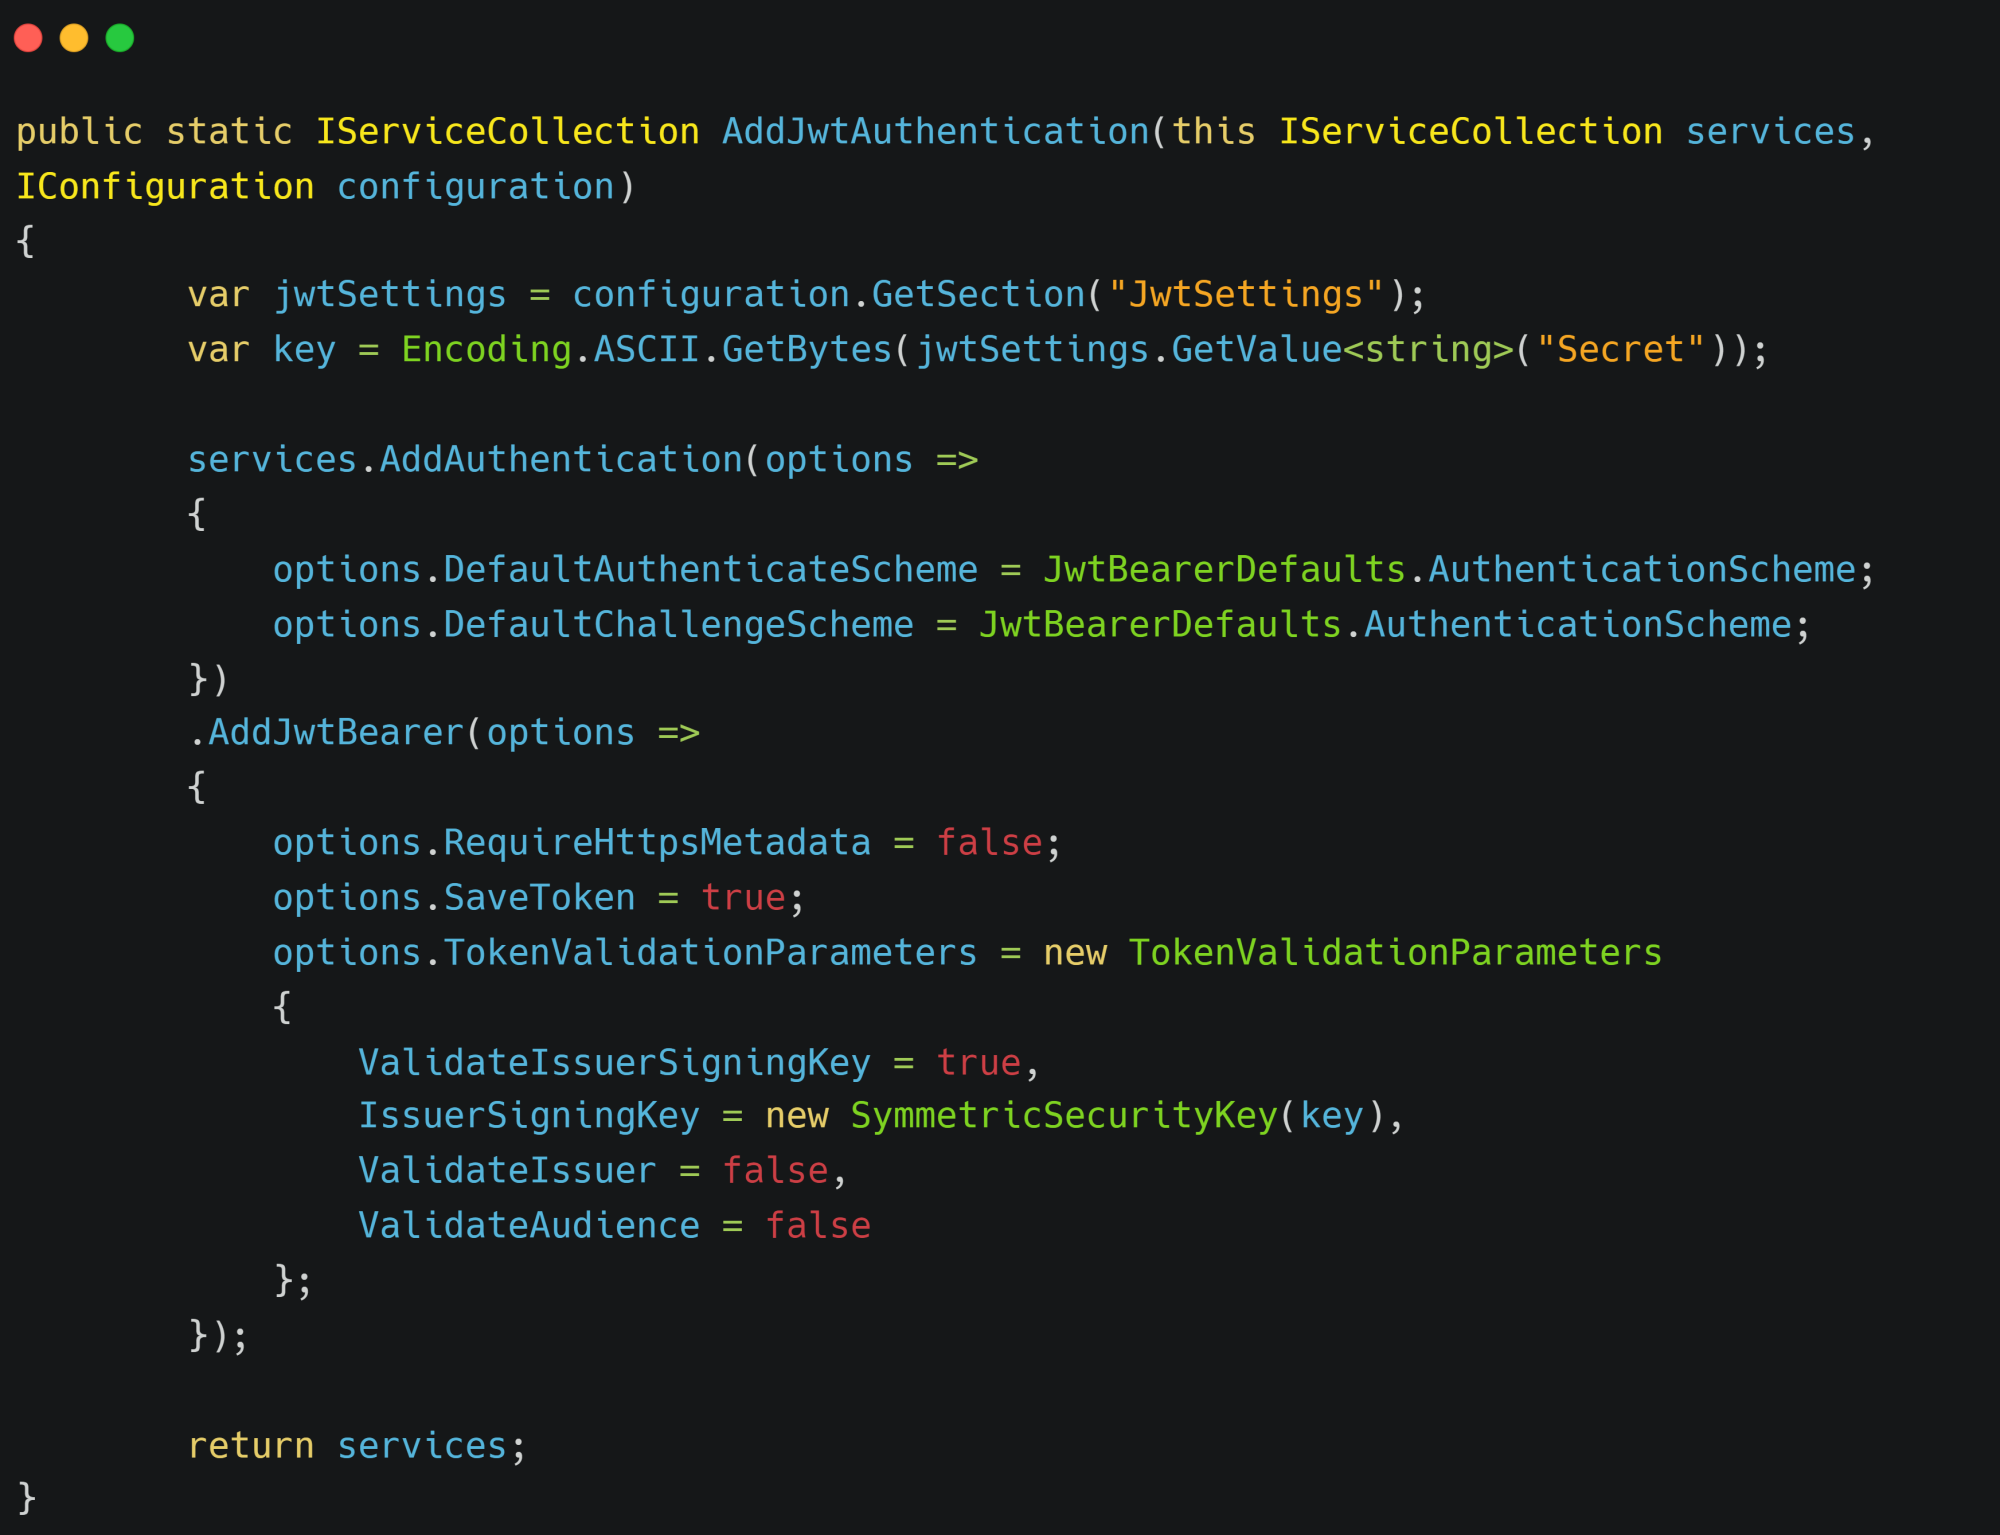 public static IServiceCollection AddJwtAuthentication(this IServiceCollection services,
IConfiguration configuration)
{
        var jwtSettings = configuration.GetSection("JwtSettings");
        var key = Encoding.ASCII.GetBytes(jwtSettings.GetValue<string>("Secret"));

        services.AddAuthentication(options =>
        {
            options.DefaultAuthenticateScheme = JwtBearerDefaults.AuthenticationScheme;
            options.DefaultChallengeScheme = JwtBearerDefaults.AuthenticationScheme;
        })
        .AddJwtBearer(options =>
        {
            options.RequireHttpsMetadata = false;
            options.SaveToken = true;
            options.TokenValidationParameters = new TokenValidationParameters
            {
                ValidateIssuerSigningKey = true,
                IssuerSigningKey = new SymmetricSecurityKey(key),
                ValidateIssuer = false,
                ValidateAudience = false
            };
        });

        return services;
}